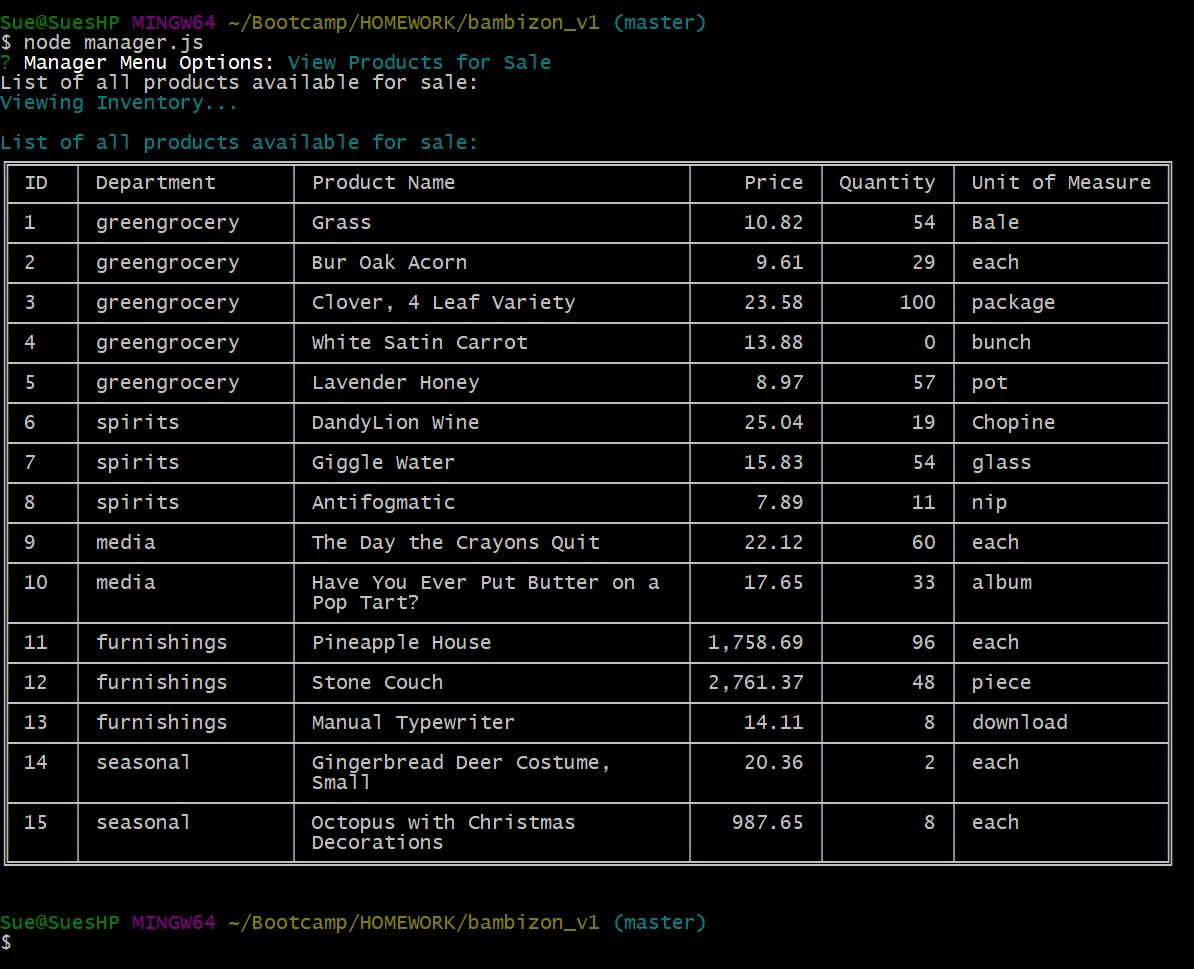 Sue@SuesHP MINGW64 ~/Bootcamp/HOMEWORK/bambizon_v1 (master)
$ node manager.js
? Manager Menu Options: View Products for Sale
List of all products available for sale:
Viewing Inventory...
List of all products available for sale:
ID Department Product Name Price Quantity Unit of Measure
1 greengrocery Grass 10.82 54 Bale
2 greengrocery Bur Oak Acorn 9.61 29 each
3 greengrocery Clover, 4 Leaf Variety 23.58 100 package
4 greengrocery White Satin Carrot 13.88 0 bunch
5 greengrocery Lavender Honey 8.97 57 pot
6 spirits DandyLion Wine 25.04 19 Chopine
7 spirits Giggle Water 15.83 54 glass
8 spirits Antifogmatic 7.89 11 nip
9 media The Day the Crayons Quit 22.12 60 each
10 media Have You Ever Put Butter on a 17.65 33 album
Pop Tart?
11 furnishings Pineapple House 1,758.69 96 each
12 furnishings Stone Couch 2,761.37 48 piece
13 furnishings Manual Typewriter 14.11 8 download
14 seasonal Gingerbread Deer Costume, 20.36 2 each
Small
15 seasonal Octopus with Christmas 987.65 8 each
Decorations
Sue@SuesHP MINGW64 ~/Bootcamp/HOMEWORK/bambizon_v1 (master)
$